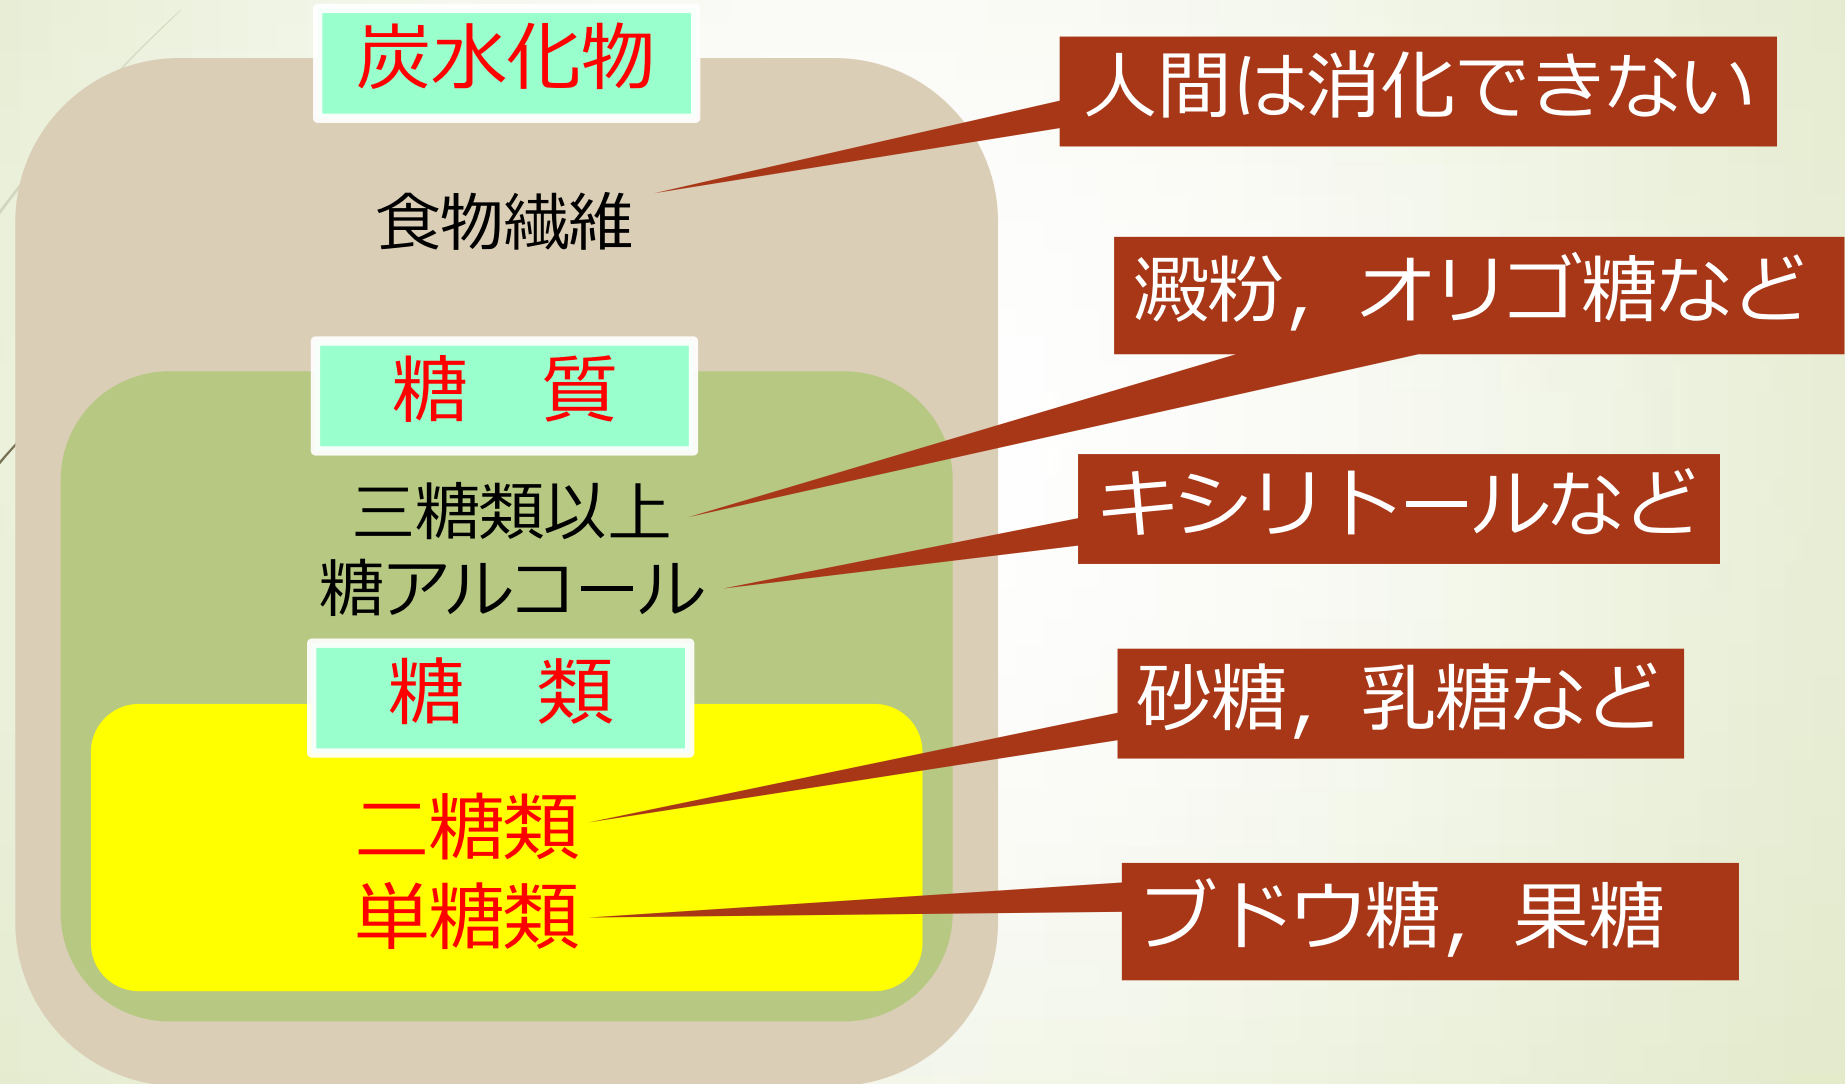 炭水化物
人間は消化できない
食物繊維
澱粉，オリゴ糖など
糖　質
三糖類以上
キシリトールなど
糖アルコール
糖　類
砂糖，乳糖など
二糖類
単糖類
ブドウ糖，果糖